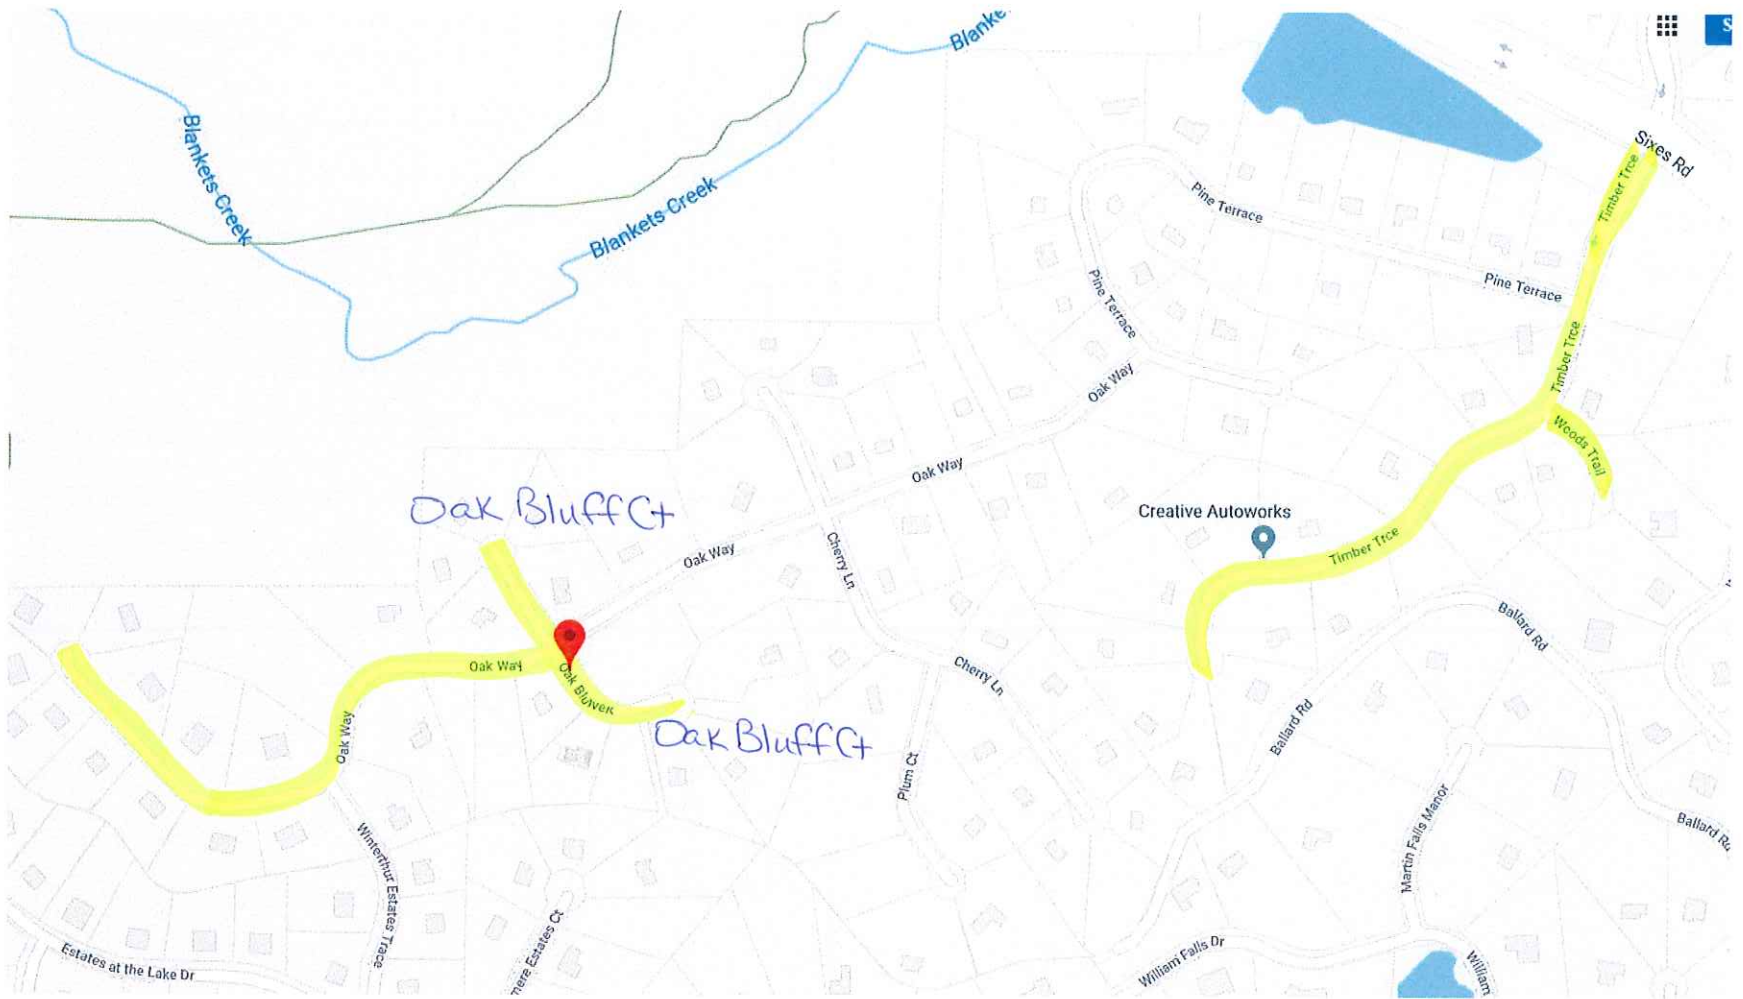 Blanke
S
Blankets Creek
Sixes Rd
Timber Trce
Blankets Creek
Pine Terrace
Pine Terrace
Pine Terrace
Timber Trce
Oak Way
Woods Trail
Oak Way
Oak Bluff Ct
Creative Autoworks
Timber Trce
Oak Way
Cherry Ln
Ballard Rd
Oak Way
Cherry Ln
Oak Way
Oak Bluff Ct
Ballard Rd
Plum Ct
Martin Falls Manor
Ballard Rd
Winterthur Estates Trace
mere Estates Ct
Estates at the Lake Dr
William Falls Dr
William